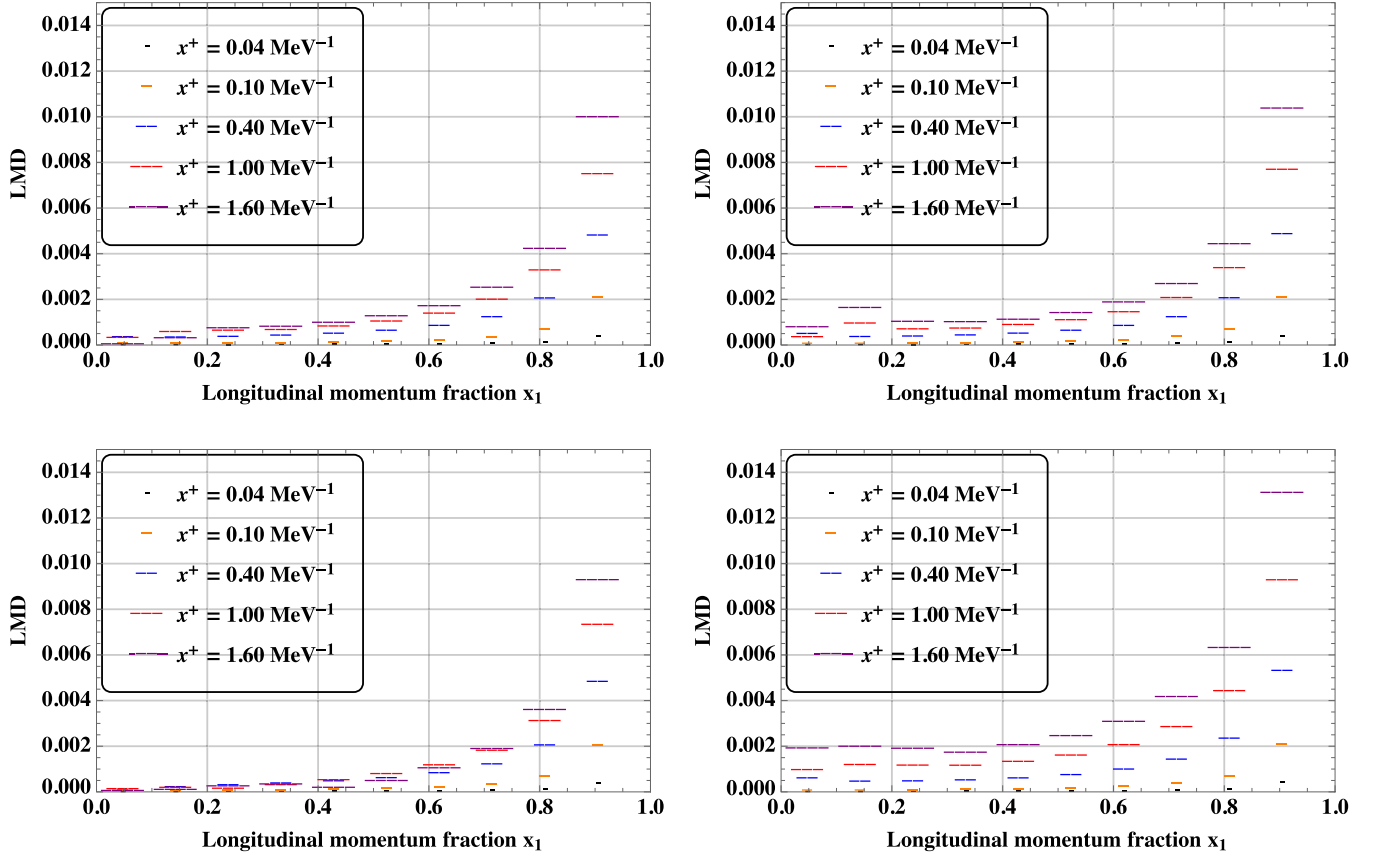 0.014
0.012
0.010
0.008
0.006
0.004
0.002
0.000
LMD
x⁺ = 0.04 MeV⁻¹
x⁺ = 0.10 MeV⁻¹
x⁺ = 0.40 MeV⁻¹
x⁺ = 1.00 MeV⁻¹
x⁺ = 1.60 MeV⁻¹
0.0 0.2 0.4 0.6 0.8 1.0
Longitudinal momentum fraction x₁
0.014
0.012
0.010
0.008
0.006
0.004
0.002
0.000
LMD
x⁺ = 0.04 MeV⁻¹
x⁺ = 0.10 MeV⁻¹
x⁺ = 0.40 MeV⁻¹
x⁺ = 1.00 MeV⁻¹
x⁺ = 1.60 MeV⁻¹
0.0 0.2 0.4 0.6 0.8 1.0
Longitudinal momentum fraction x₁
0.014
0.012
0.010
0.008
0.006
0.004
0.002
0.000
LMD
x⁺ = 0.04 MeV⁻¹
x⁺ = 0.10 MeV⁻¹
x⁺ = 0.40 MeV⁻¹
x⁺ = 1.00 MeV⁻¹
x⁺ = 1.60 MeV⁻¹
0.0 0.2 0.4 0.6 0.8 1.0
Longitudinal momentum fraction x₁
0.014
0.012
0.010
0.008
0.006
0.004
0.002
0.000
LMD
x⁺ = 0.04 MeV⁻¹
x⁺ = 0.10 MeV⁻¹
x⁺ = 0.40 MeV⁻¹
x⁺ = 1.00 MeV⁻¹
x⁺ = 1.60 MeV⁻¹
0.0 0.2 0.4 0.6 0.8 1.0
Longitudinal momentum fraction x₁